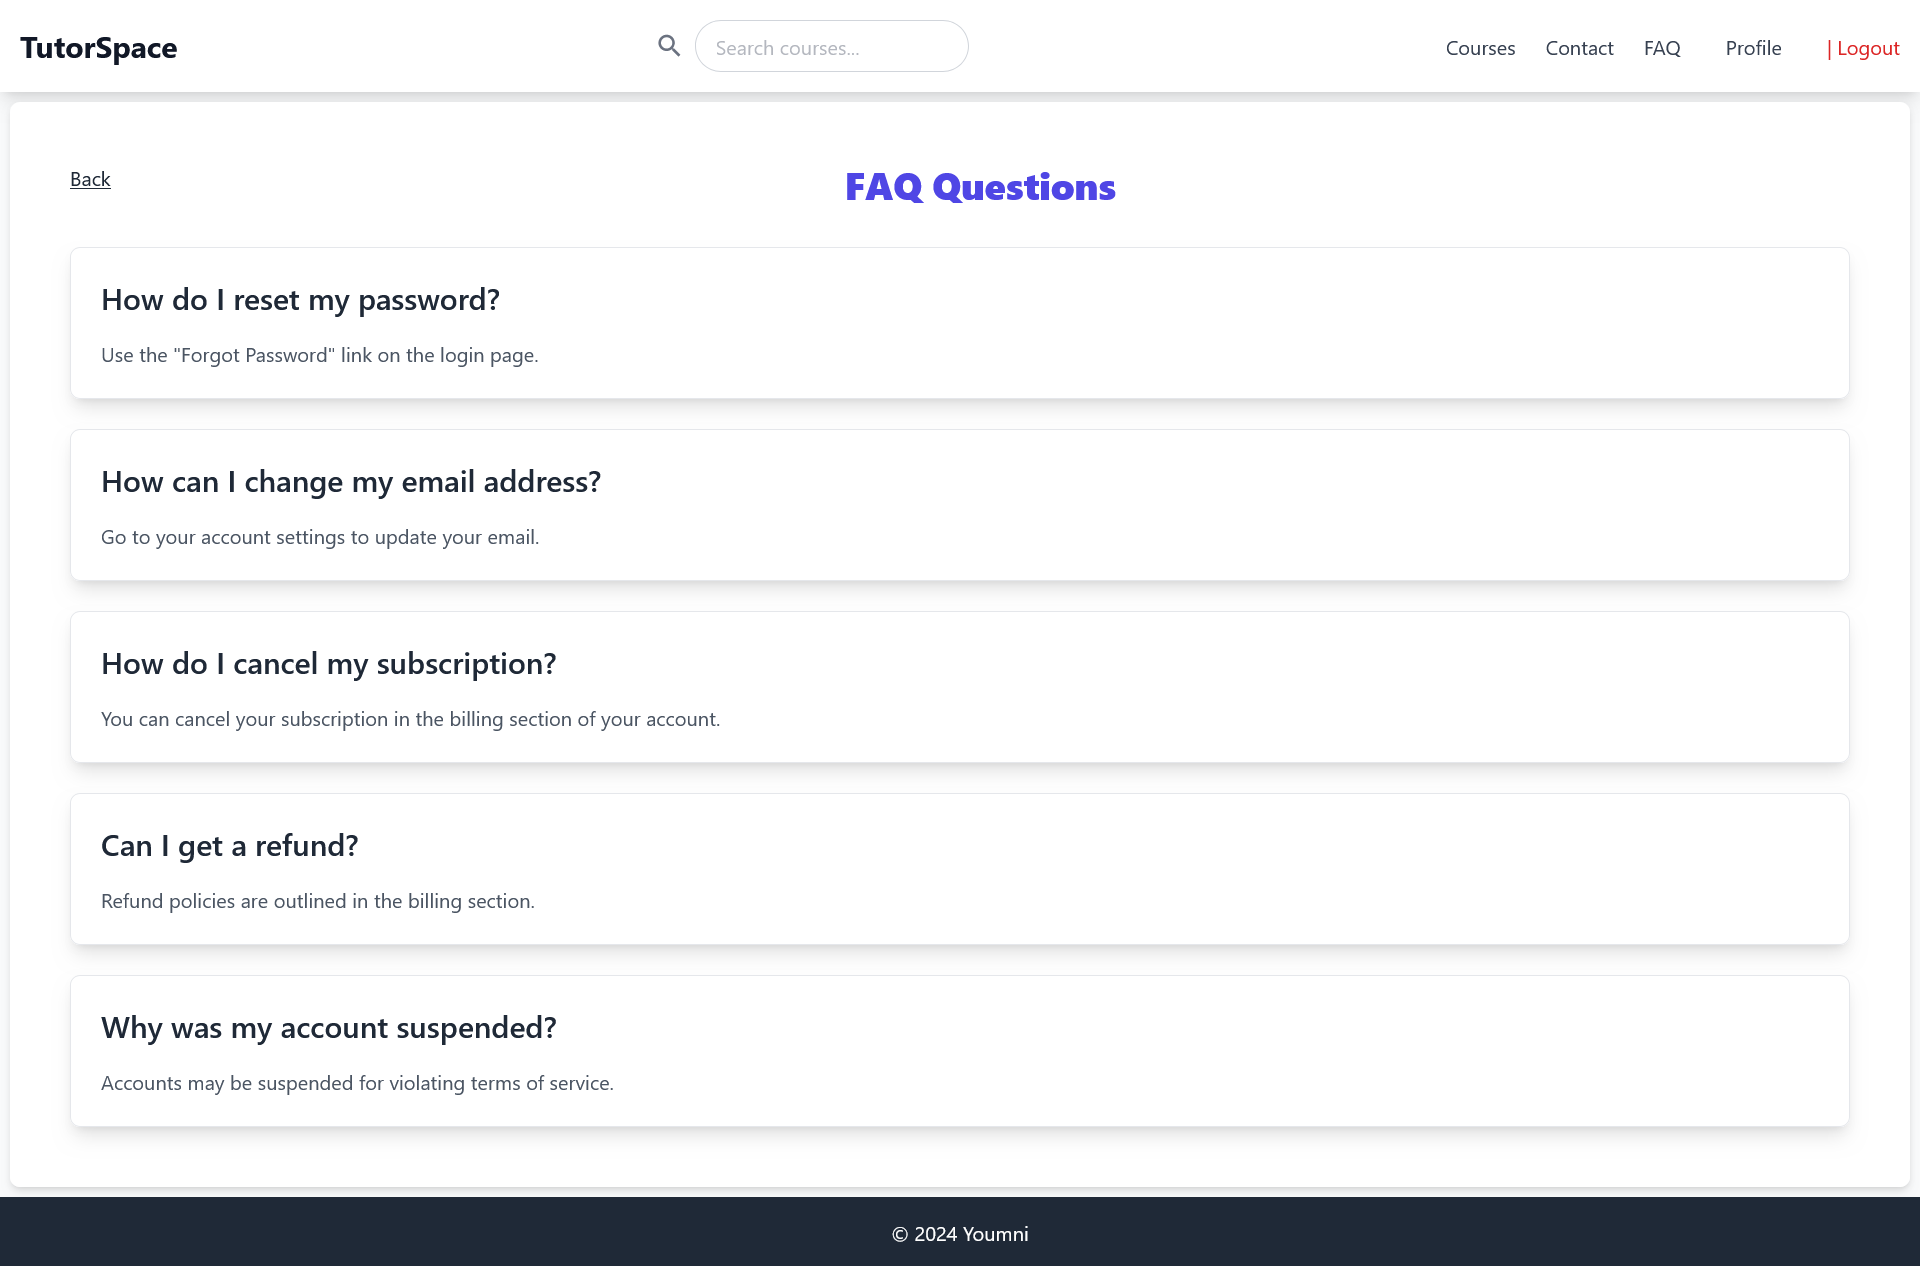 TutorSpace
Search courses...
Courses
Contact
FAQ
Profile
| Logout
Back
FAQ Questions
How do I reset my password?
Use the "Forgot Password" link on the login page.
How can I change my email address?
Go to your account settings to update your email.
How do I cancel my subscription?
You can cancel your subscription in the billing section of your account.
Can I get a refund?
Refund policies are outlined in the billing section.
Why was my account suspended?
Accounts may be suspended for violating terms of service.
© 2024 Youmni